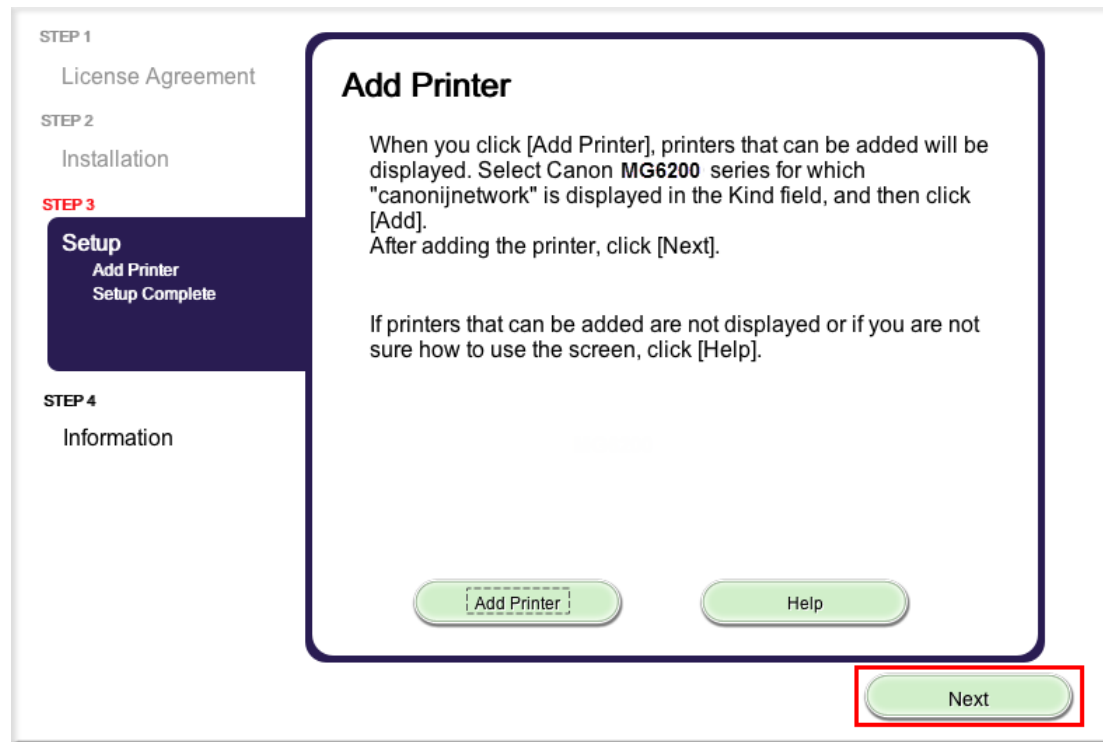 STEP 1
License Agreement
STEP 2
Installation
STEP 3
Setup
Add Printer
Setup Complete
STEP 4
Information
Add Printer
When you click [Add Printer], printers that can be added will be
displayed. Select Canon MG6200 series for which
"canonijnetwork" is displayed in the Kind field, and then click
[Add].
After adding the printer, click [Next].
If printers that can be added are not displayed or if you are not
sure how to use the screen, click [Help].
Add Printer
Help
Next